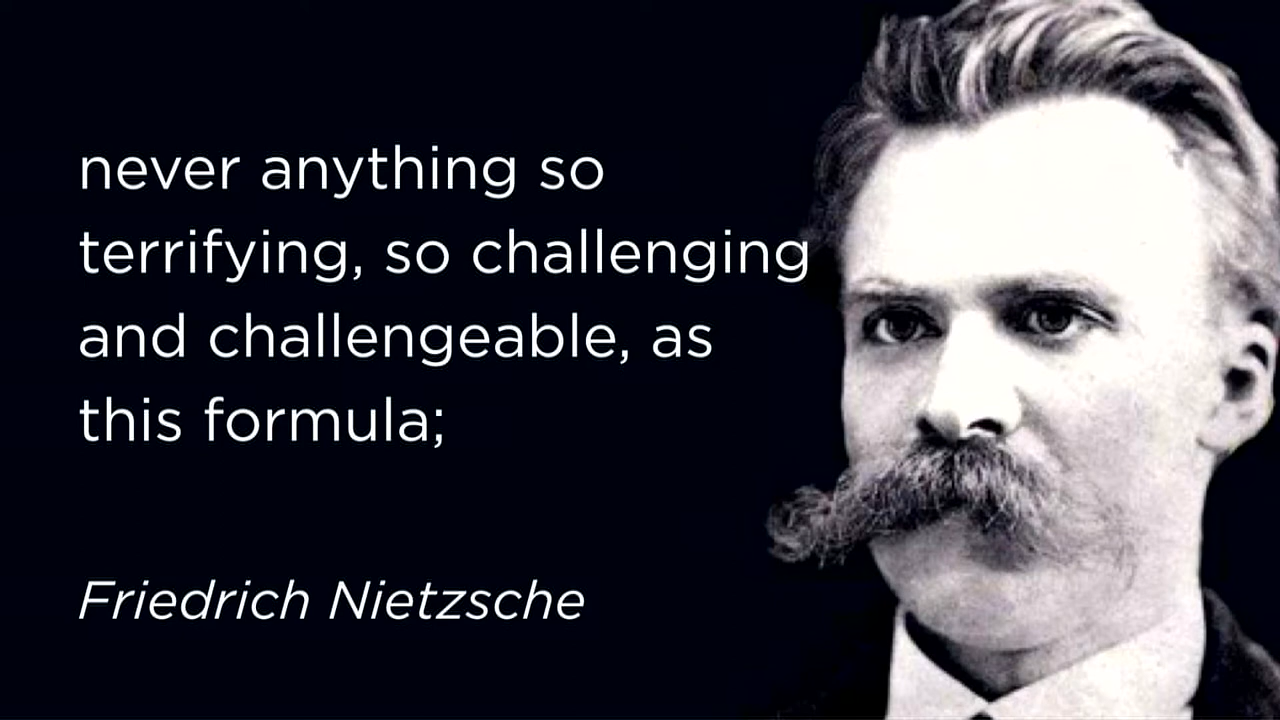 never anything so
terrifying, so challenging
and challengeable, as
this formula;
Friedrich Nietzsche